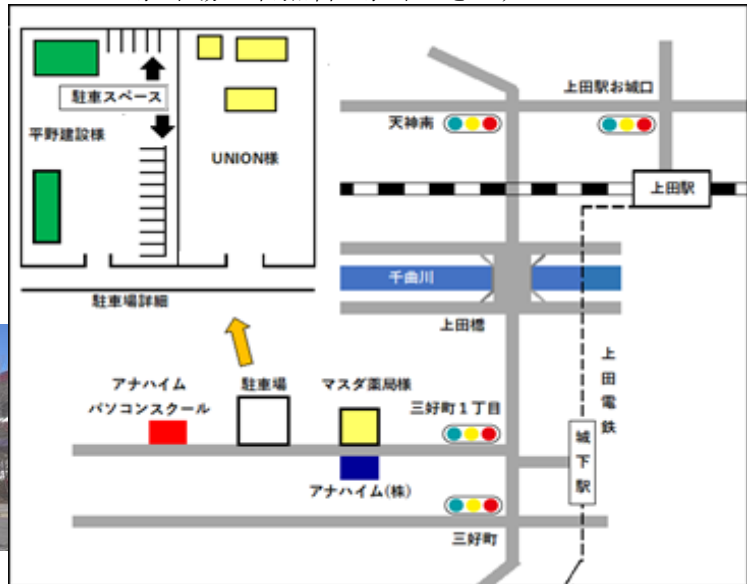 駐車スペース
平野建設様
UNION様
駐車場詳細
上田駅お城口
天神南
上田駅
千曲川
上田橋
上田電鉄
アナハイム
パソコンスクール
駐車場
マスダ薬局様
三好町1丁目
城下駅
アナハイム(株)
三好町